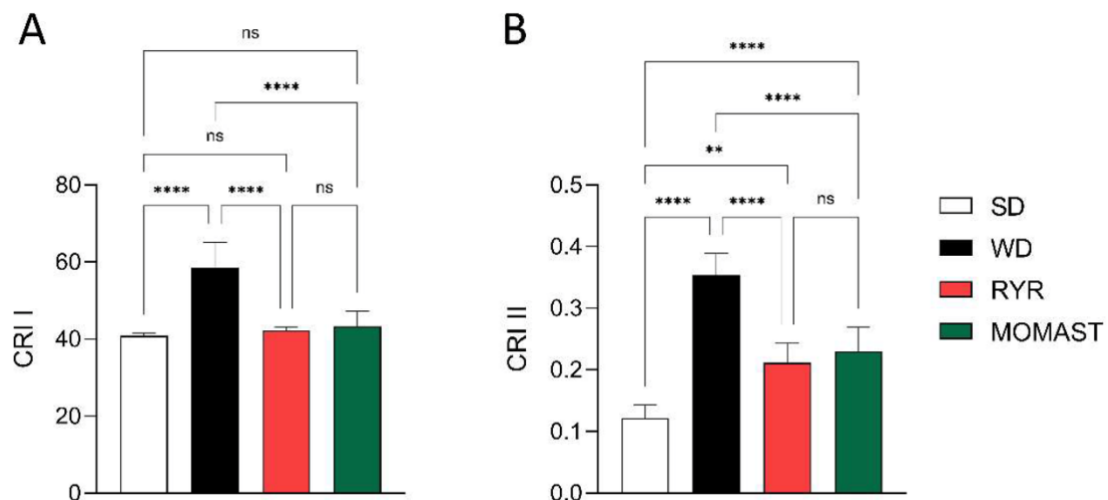 A
ns
****
ns
**** **** ns
80
60
40
20
0
CRI I
B
****
****
**
**** **** ns
0.5
0.4
0.3
0.2
0.1
0.0
CRI II
SD
WD
RYR
MOMAST